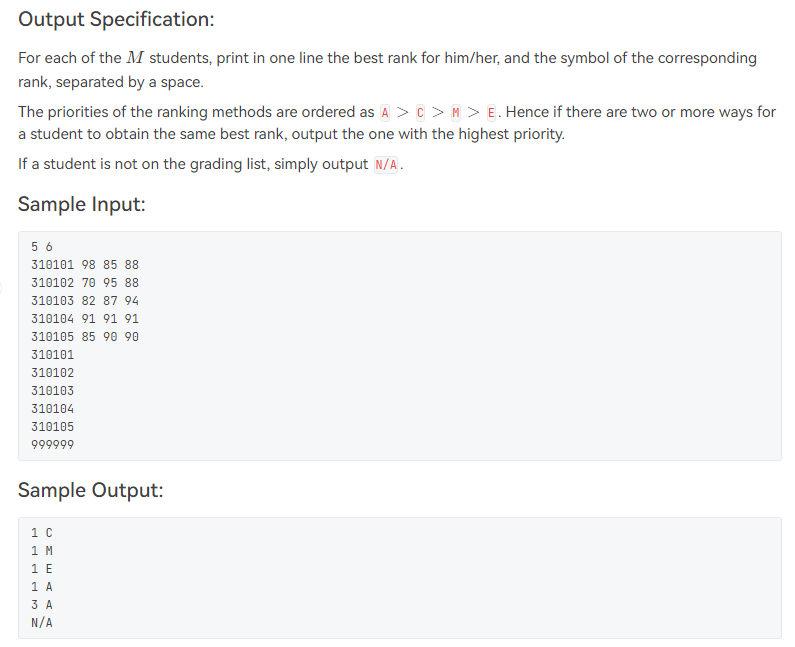 Output Specification:
For each of the M students, print in one line the best rank for him/her, and the symbol of the corresponding
rank, separated by a space.
The priorities of the ranking methods are ordered as A > C > M > E. Hence if there are two or more ways for
a student to obtain the same best rank, output the one with the highest priority.
If a student is not on the grading list, simply output N/A.
Sample Input:
5 6
310101 98 85 88
310102 70 95 88
310103 82 87 94
310104 91 91 91
310105 85 90 90
310101
310102
310103
310104
310105
999999
Sample Output:
1 C
1 M
1 E
1 A
3 A
N/A